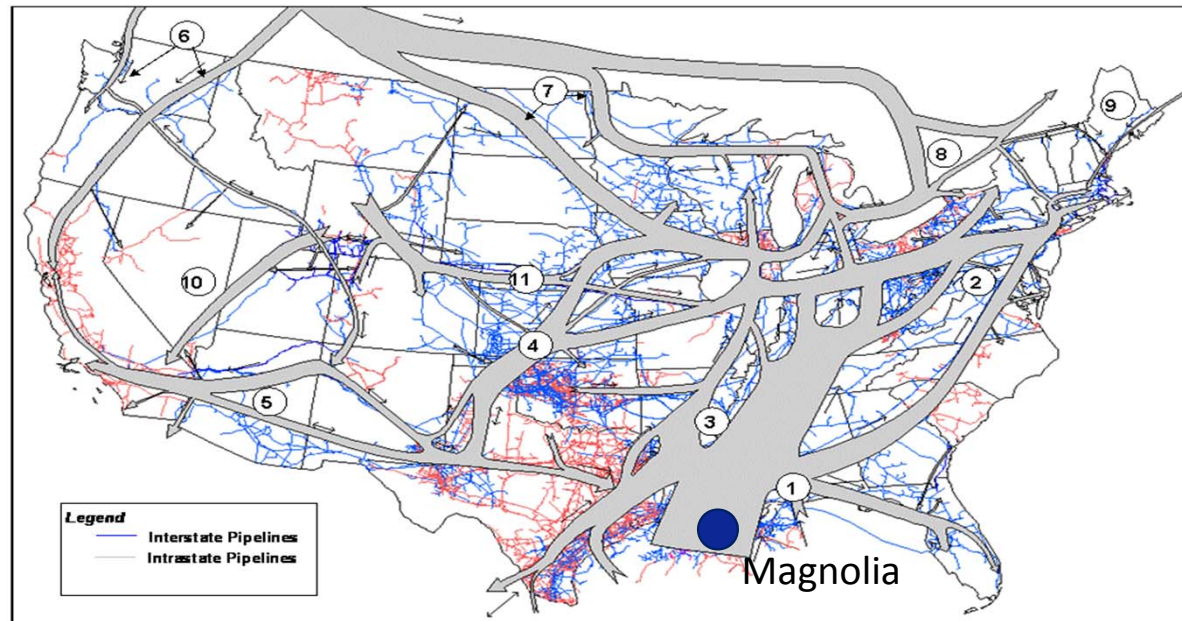 6
7
9
8
10
11
2
4
5
3
1
Legend
Interstate Pipelines
Intrastate Pipelines
Magnolia